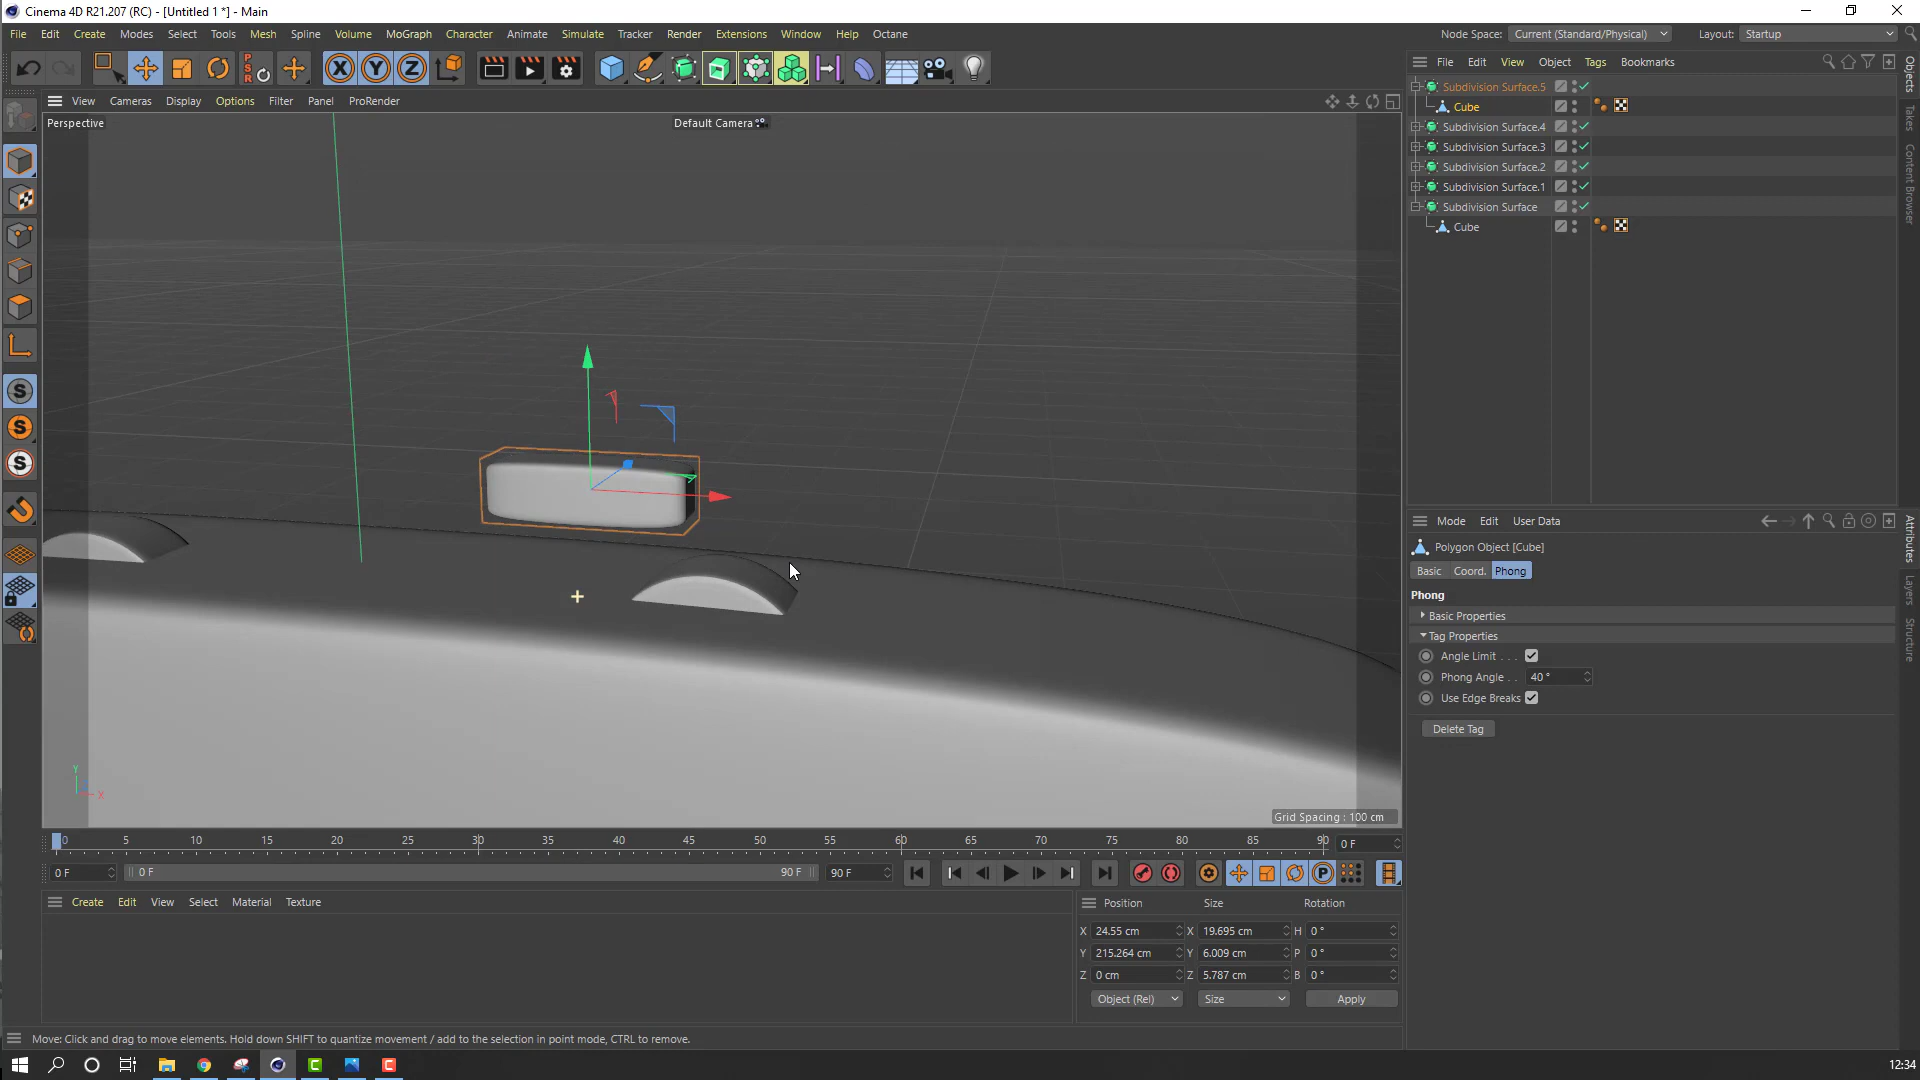 Cinema 4D R21.207 (RC) - [Untitled 1 *] - Main
File Edit Create Modes Select Tools Mesh Spline Volume MoGraph Character Animate Simulate Tracker Render Extensions Window Help Octane
Node Space: Current (Standard/Physical) Layout: Startup
X Y Z
View Cameras Display Options Filter Panel ProRender
Perspective
Default Camera
File Edit View Object Tags Bookmarks
Subdivision Surface.5
Cube
Subdivision Surface.4
Subdivision Surface.3
Subdivision Surface.2
Subdivision Surface.1
Subdivision Surface
Cube
Objects
Takes
Content Browser
Attributes
Layers
Structure
Mode Edit User Data
Polygon Object [Cube]
Basic Coord. Phong
Phong
Basic Properties
Tag Properties
Angle Limit . . .
Phong Angle . . 40 °
Use Edge Breaks
Delete Tag
Y
X
Grid Spacing : 100 cm
0 5 10 15 20 25 30 35 40 45 50 55 60 65 70 75 80 85 90 0 F
0 F 0 F 90 F 90 F
Create Edit View Select Material Texture
Position Size Rotation
X 24.55 cm X 19.695 cm H 0 °
Y 215.264 cm Y 6.009 cm P 0 °
Z 0 cm Z 5.787 cm B 0 °
Object (Rel) Size Apply
Move: Click and drag to move elements. Hold down SHIFT to quantize movement / add to the selection in point mode, CTRL to remove.
12:34